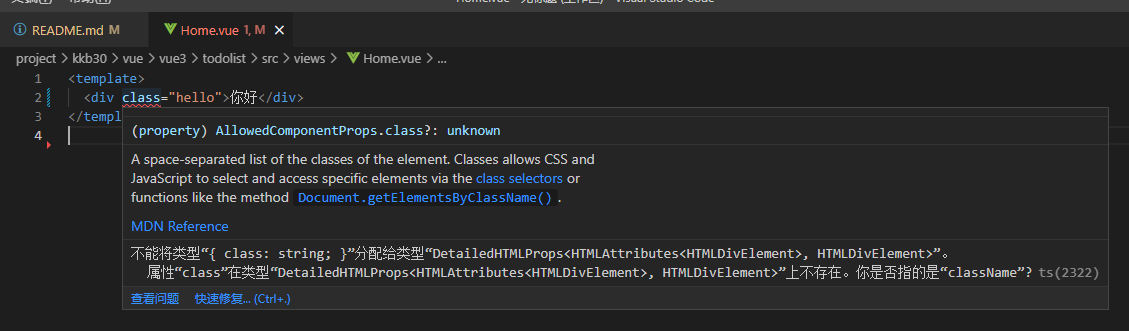 README.md M
Home.vue 1, M
project > kkb30 > vue > vue3 > todolist > src > views > Home.vue > ...
1 <template>
2 <div class="hello">你好</div>
3 </templ
4
(property) AllowedComponentProps.class?: unknown
A space-separated list of the classes of the element. Classes allows CSS and
JavaScript to select and access specific elements via the class selectors or
functions like the method Document.getElementsByClassName().
MDN Reference
不能将类型“{ class: string; }”分配给类型“DetailedHTMLProps<HTMLAttributes<HTMLDivElement>, HTMLDivElement>”。
属性“class”在类型“DetailedHTMLProps<HTMLAttributes<HTMLDivElement>, HTMLDivElement>”上不存在。你是否指的是“className”? ts(2322)
查看问题 快速修复... (Ctrl+.)